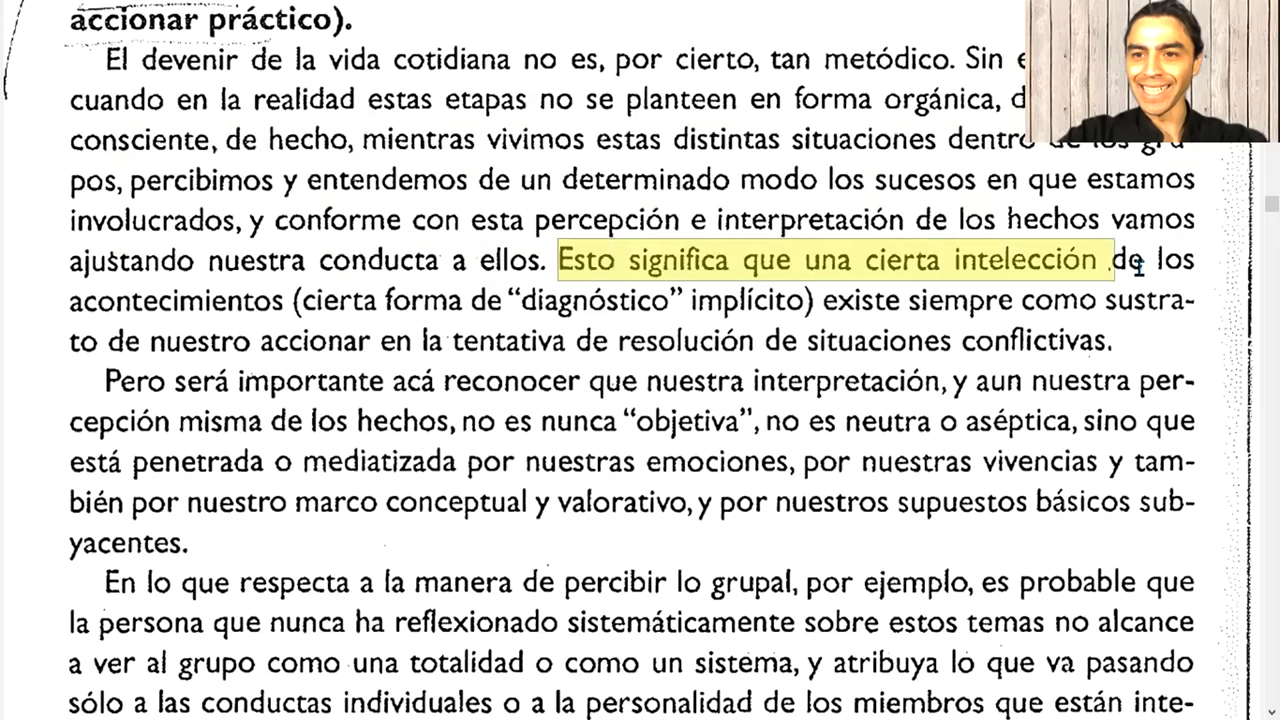 accionar práctico).
El devenir de la vida cotidiana no es, por cierto, tan metódico. Sin
cuando en la realidad estas etapas no se planteen en forma orgánica,
consciente, de hecho, mientras vivimos estas distintas situaciones dentro de los gru-
pos, percibimos y entendemos de un determinado modo los sucesos en que estamos
involucrados, y conforme con esta percepción e interpretación de los hechos vamos
ajustando nuestra conducta a ellos. Esto significa que una cierta intelección de los
acontecimientos (cierta forma de “diagnóstico” implícito) existe siempre como sustra-
to de nuestro accionar en la tentativa de resolución de situaciones conflictivas.
Pero será importante acá reconocer que nuestra interpretación, y aun nuestra per-
cepción misma de los hechos, no es nunca “objetiva”, no es neutra o aséptica, sino que
está penetrada o mediatizada por nuestras emociones, por nuestras vivencias y tam-
bién por nuestro marco conceptual y valorativo, y por nuestros supuestos básicos sub-
yacentes.
En lo que respecta a la manera de percibir lo grupal, por ejemplo, es probable que
la persona que nunca ha reflexionado sistemáticamente sobre estos temas no alcance
a ver al grupo como una totalidad o como un sistema, y atribuya lo que va pasando
sólo a las conductas individuales o a la personalidad de los miembros que están inte-